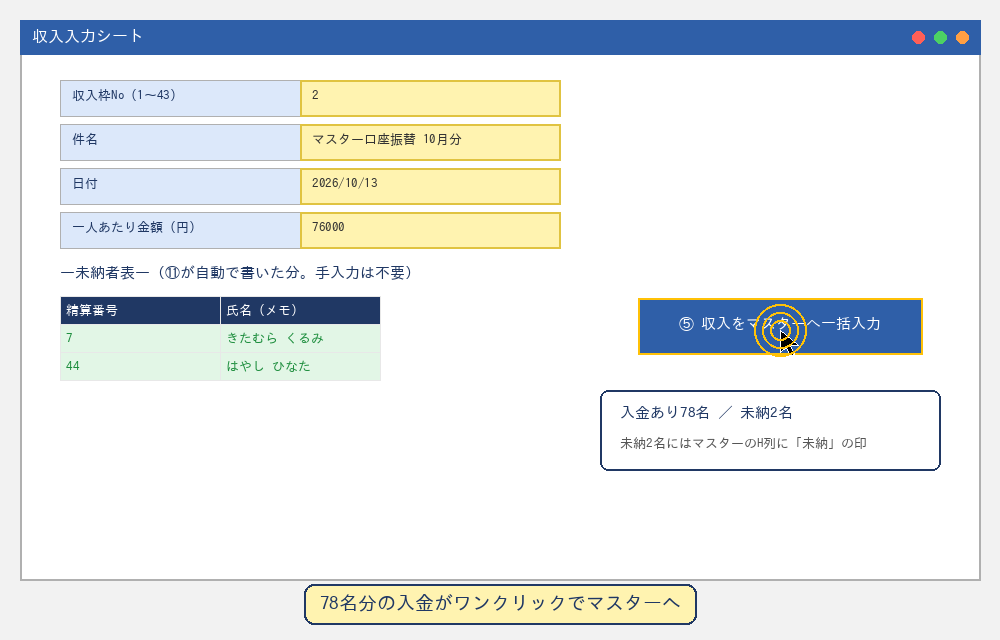 収入入力シート
収入枠No（1～43） 2
件名 マスター口座振替 10月分
日付 2026/10/13
一人あたり金額（円） 76000
ー未納者表ー（⑪が自動で書いた分。手入力は不要）
精算番号 氏名（メモ）
7 きたむら くるみ
44 はやし ひなた
⑤ 収入をマスターへ一括入力
入金あり78名 ／ 未納2名
未納2名にはマスターのH列に「未納」の印
78名分の入金がワンクリックでマスターへ